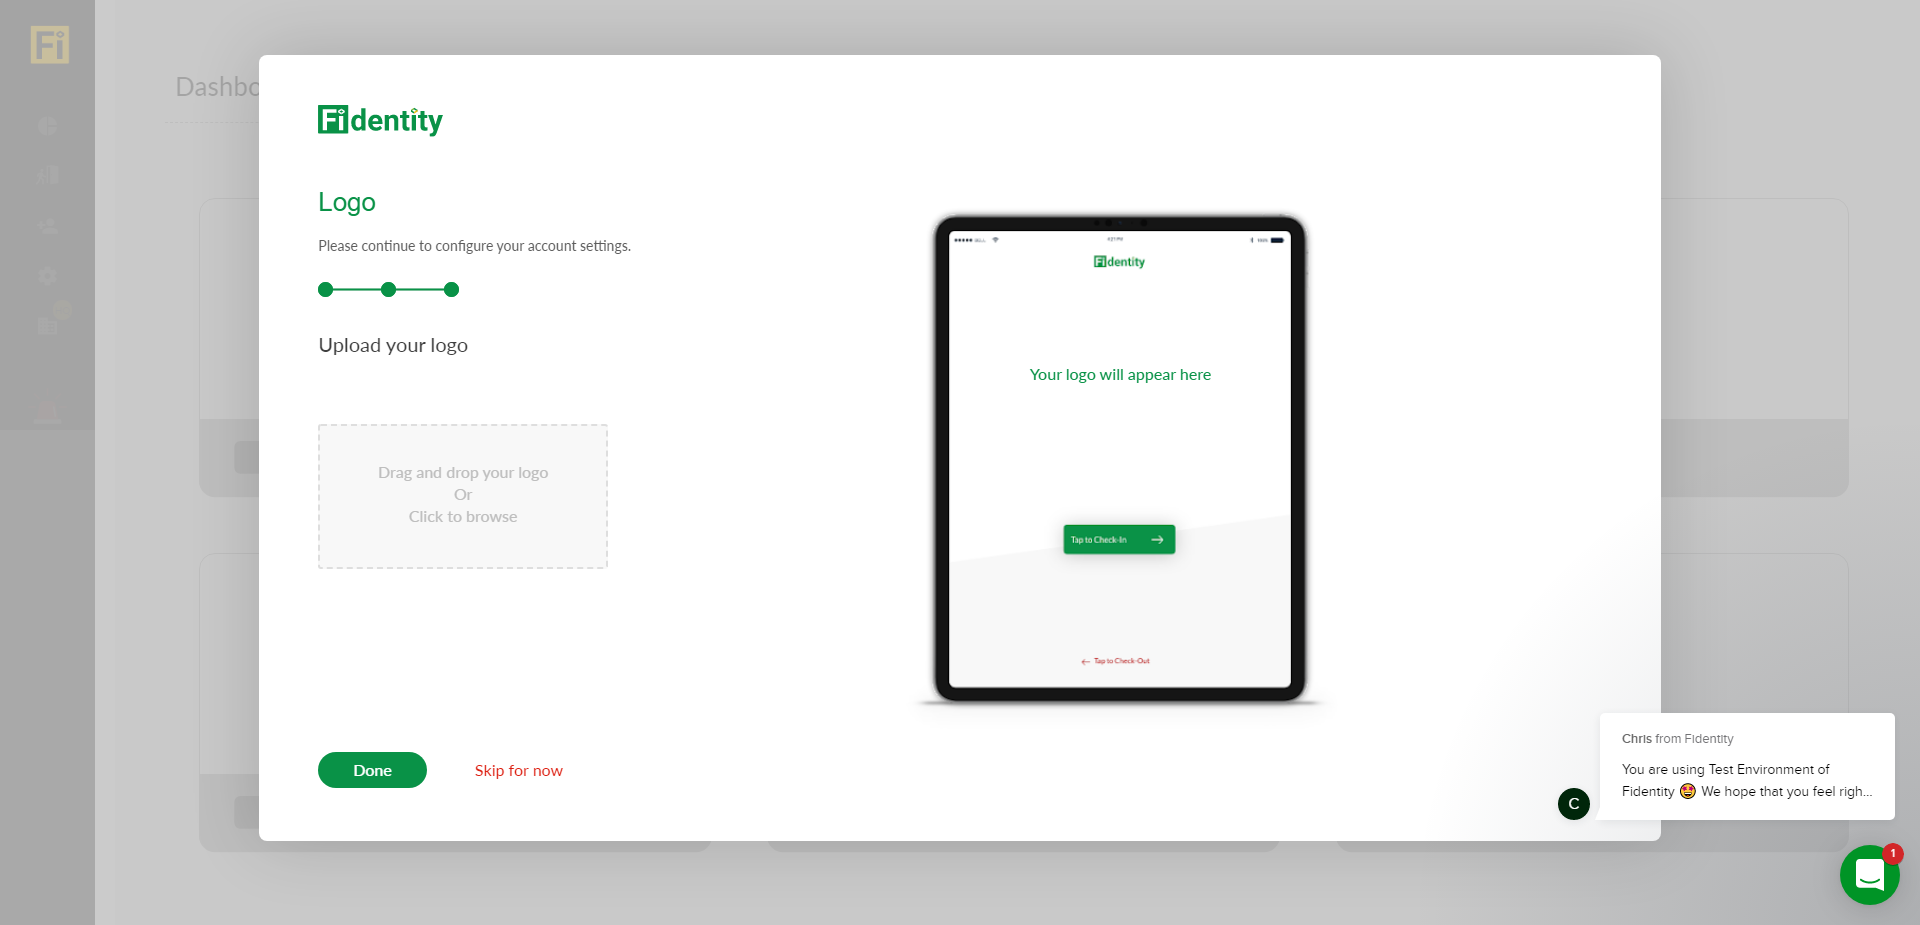 Fi
Dashbo
Fidentity
Logo
Please continue to configure your account settings.
Upload your logo
Drag and drop your logo
Or
Click to browse
Done
Skip for now
Fidentity
Your logo will appear here
Tap to Check-In
Tap to Check-Out
Chris from Fidentity
You are using Test Environment of
Fidentity 🤩 We hope that you feel righ...
C
1